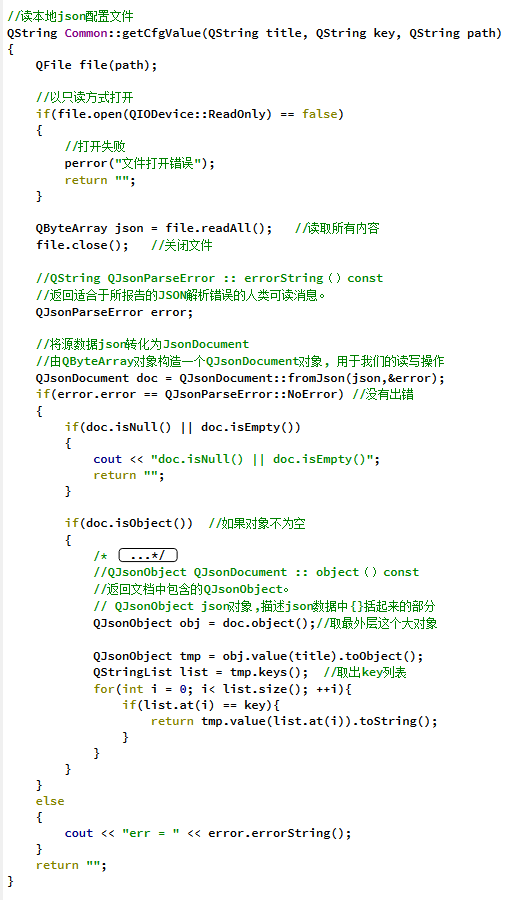 //读本地json配置文件
QString Common::getCfgValue(QString title, QString key, QString path)
{
    QFile file(path);

    //以只读方式打开
    if(file.open(QIODevice::ReadOnly) == false)
    {
        //打开失败
        perror("文件打开错误");
        return "";
    }

    QByteArray json = file.readAll();   //读取所有内容
    file.close();   //关闭文件

    //QString QJsonParseError :: errorString（）const
    //返回适合于所报告的JSON解析错误的人类可读消息。
    QJsonParseError error;

    //将源数据json转化为JsonDocument
    //由QByteArray对象构造一个QJsonDocument对象, 用于我们的读写操作
    QJsonDocument doc = QJsonDocument::fromJson(json,&error);
    if(error.error == QJsonParseError::NoError) //没有出错
    {
        if(doc.isNull() || doc.isEmpty())
        {
            cout << "doc.isNull() || doc.isEmpty()";
            return "";
        }

        if(doc.isObject())  //如果对象不为空
        {
            /* ...*/
            //QJsonObject QJsonDocument :: object（）const
            //返回文档中包含的QJsonObject。
            // QJsonObject json对象,描述json数据中{}括起来的部分
            QJsonObject obj = doc.object();//取最外层这个大对象

            QJsonObject tmp = obj.value(title).toObject();
            QStringList list = tmp.keys();  //取出key列表
            for(int i = 0; i< list.size(); ++i){
                if(list.at(i) == key){
                    return tmp.value(list.at(i)).toString();
                }
            }
        }
    }
    else
    {
        cout << "err = " << error.errorString();
    }
    return "";
}